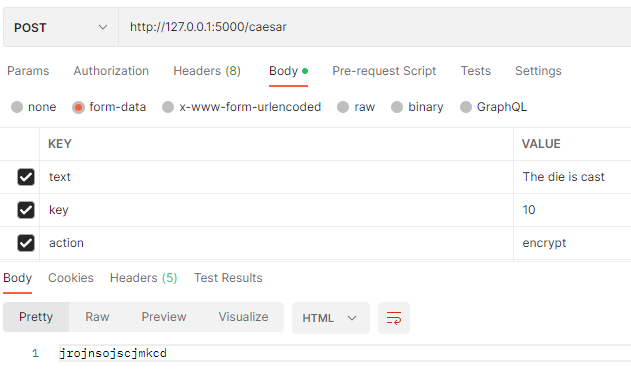 POST http://127.0.0.1:5000/caesar
Params Authorization Headers (8) Body Pre-request Script Tests Settings
none form-data x-www-form-urlencoded raw binary GraphQL
KEY VALUE
text The die is cast
key 10
action encrypt
Body Cookies Headers (5) Test Results
Pretty Raw Preview Visualize HTML
1 jrojnsojscjmkcd